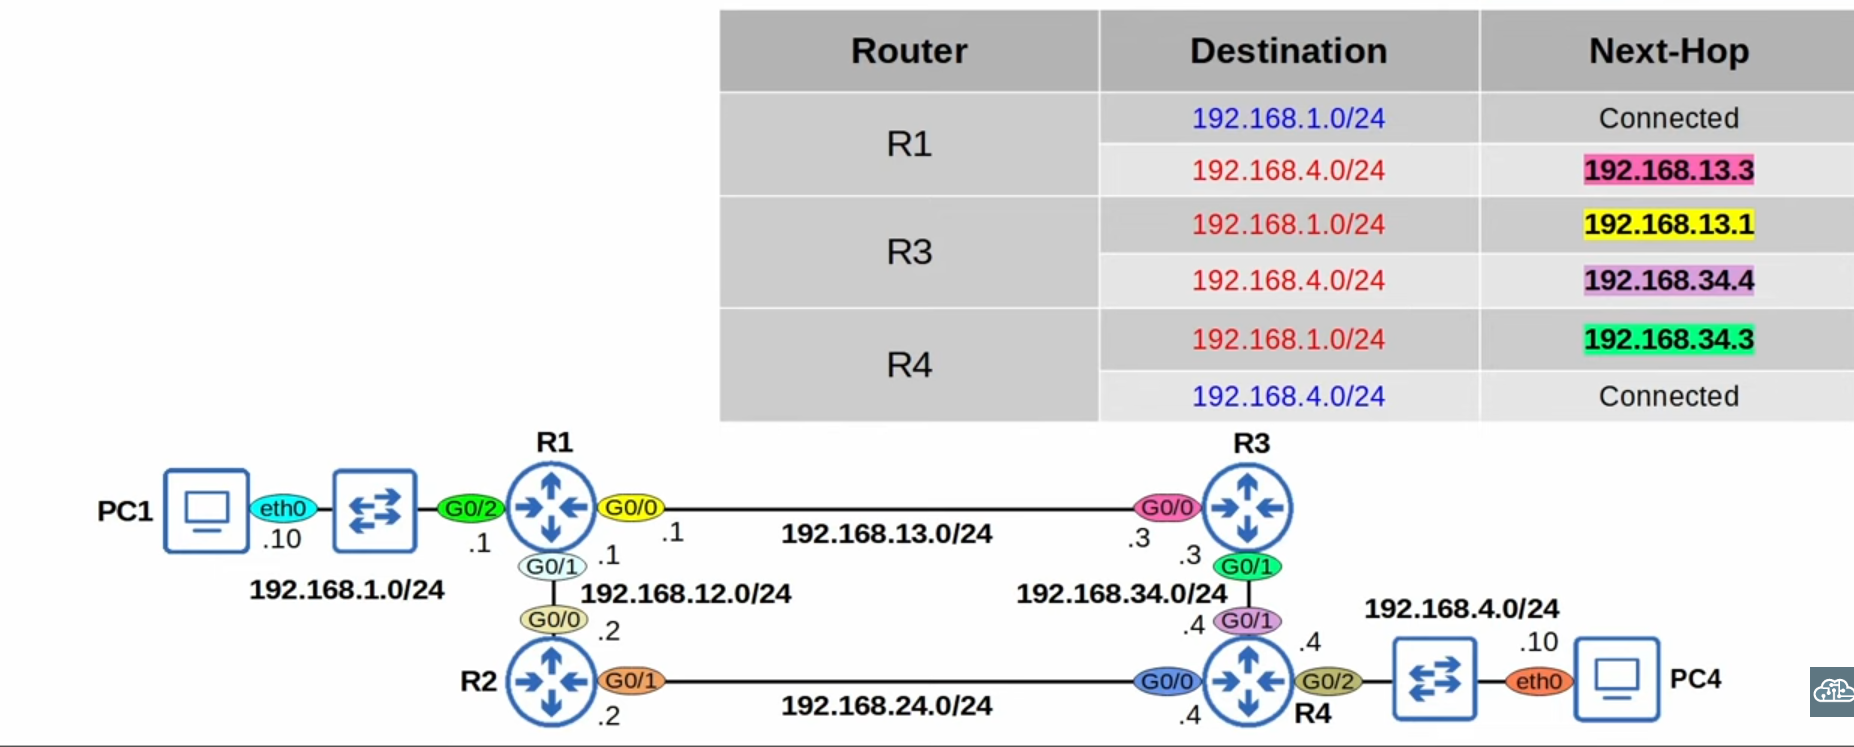 Router Destination Next-Hop
R1
192.168.1.0/24 Connected
192.168.4.0/24 192.168.13.3
R3
192.168.1.0/24 192.168.13.1
192.168.4.0/24 192.168.34.4
R4
192.168.1.0/24 192.168.34.3
192.168.4.0/24 Connected
R1 R3
PC1 eth0 G0/2 G0/0 G0/0
.10 .1 .1 192.168.13.0/24 .3
.1 .3
G0/1 G0/1
192.168.1.0/24 192.168.12.0/24 192.168.34.0/24 192.168.4.0/24
G0/0 .2 .4 G0/1 .4 .10
R2 G0/1 G0/0 G0/2 eth0 PC4
.2 192.168.24.0/24 .4 R4